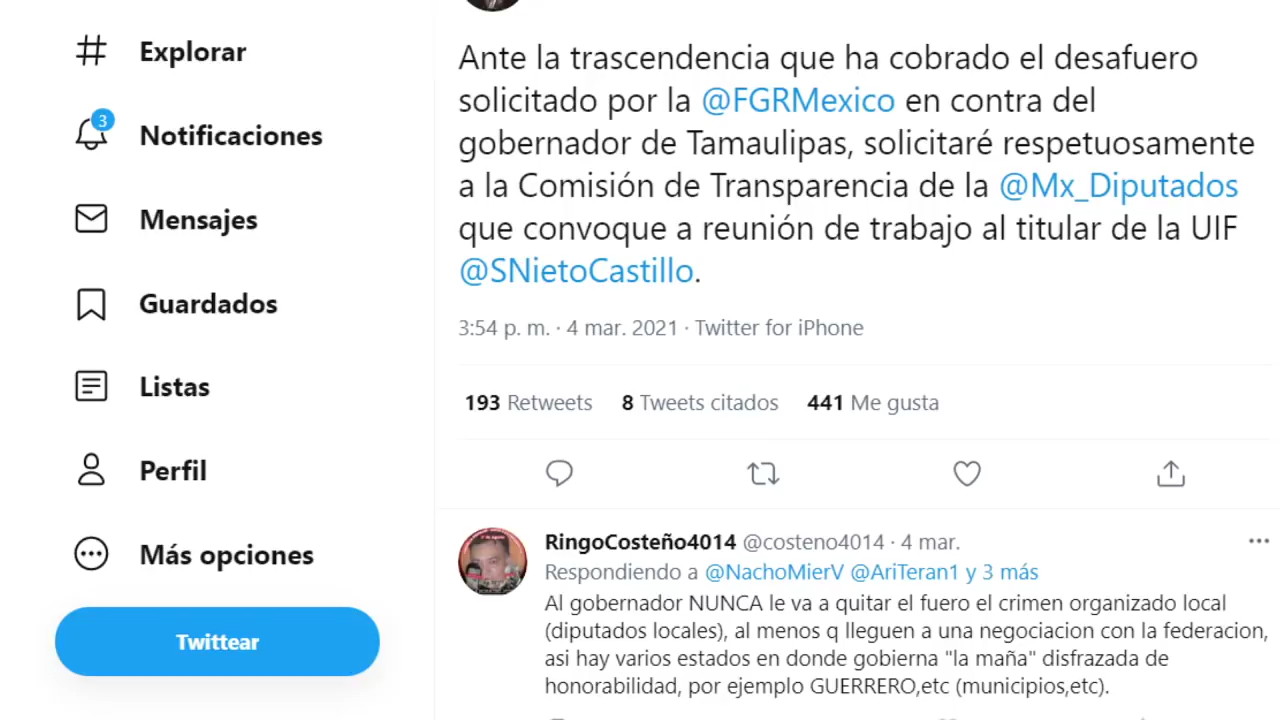 Explorar
3
Notificaciones
Mensajes
Guardados
Listas
Perfil
Más opciones
Twittear
Ante la trascendencia que ha cobrado el desafuero
solicitado por la @FGRMexico en contra del
gobernador de Tamaulipas, solicitaré respetuosamente
a la Comisión de Transparencia de la @Mx_Diputados
que convoque a reunión de trabajo al titular de la UIF
@SNietoCastillo.
3:54 p. m. · 4 mar. 2021 · Twitter for iPhone
193 Retweets 8 Tweets citados 441 Me gusta
RingoCosteño4014 @costeno4014 · 4 mar.
Respondiendo a @NachoMierV @AriTeran1 y 3 más
Al gobernador NUNCA le va a quitar el fuero el crimen organizado local
(diputados locales), al menos q lleguen a una negociacion con la federacion,
asi hay varios estados en donde gobierna "la maña" disfrazada de
honorabilidad, por ejemplo GUERRERO,etc (municipios,etc).